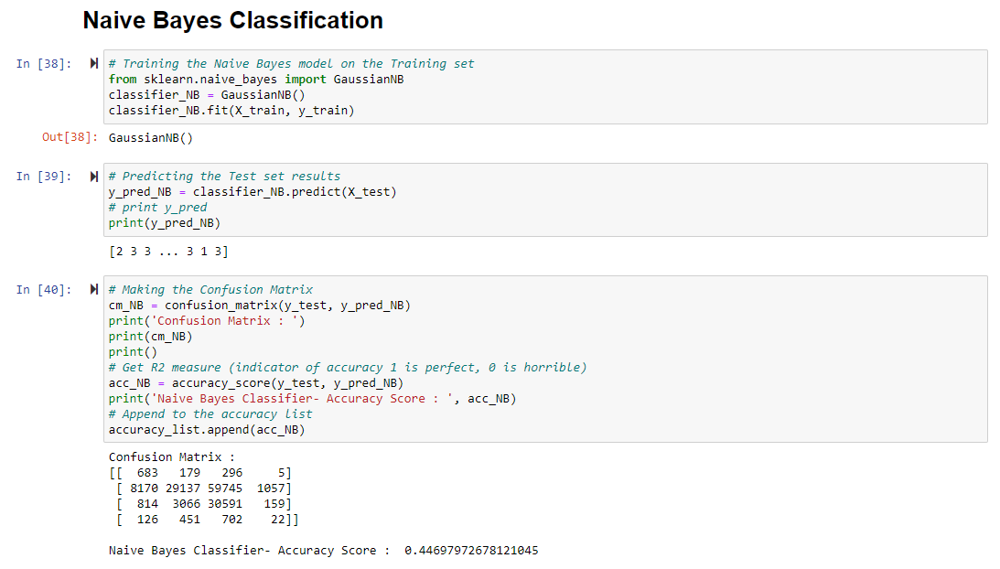 Naive Bayes Classification
In [38]:
# Training the Naive Bayes model on the Training set
from sklearn.naive_bayes import GaussianNB
classifier_NB = GaussianNB()
classifier_NB.fit(X_train, y_train)
Out[38]: GaussianNB()
In [39]:
# Predicting the Test set results
y_pred_NB = classifier_NB.predict(X_test)
# print y_pred
print(y_pred_NB)
[2 3 3 ... 3 1 3]
In [40]:
# Making the Confusion Matrix
cm_NB = confusion_matrix(y_test, y_pred_NB)
print('Confusion Matrix : ')
print(cm_NB)
print()
# Get R2 measure (indicator of accuracy 1 is perfect, 0 is horrible)
acc_NB = accuracy_score(y_test, y_pred_NB)
print('Naive Bayes Classifier- Accuracy Score : ', acc_NB)
# Append to the accuracy list
accuracy_list.append(acc_NB)
Confusion Matrix :
[[  683   179   296     5]
 [ 8170 29137 59745  1057]
 [  814  3066 30591   159]
 [  126   451   702    22]]
Naive Bayes Classifier- Accuracy Score :  0.44697972678121045